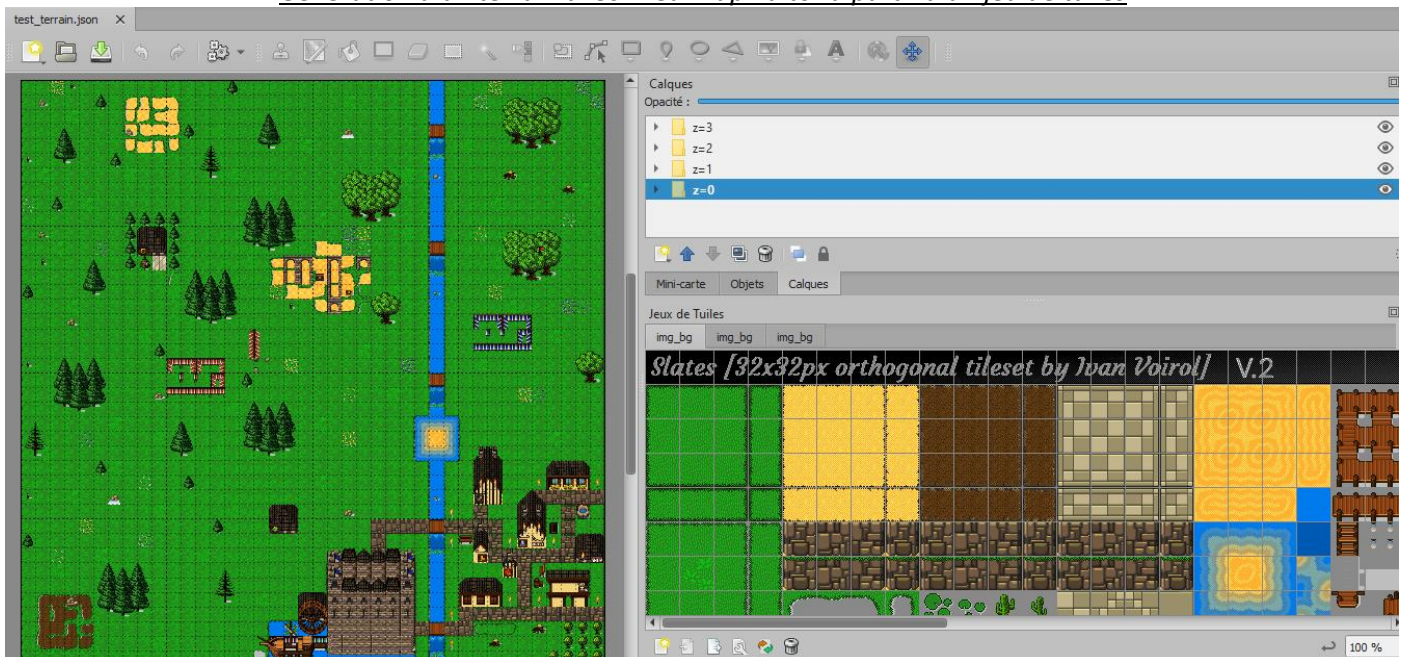 test_terrain.json X
Calques
Opacité :
z=3
z=2
z=1
z=0
Mini-carte Objets Calques
Jeux de Tuiles
img_bg img_bg img_bg
Slates [32x32px orthogonal tileset by Ivan Voirol] V.2
100 %